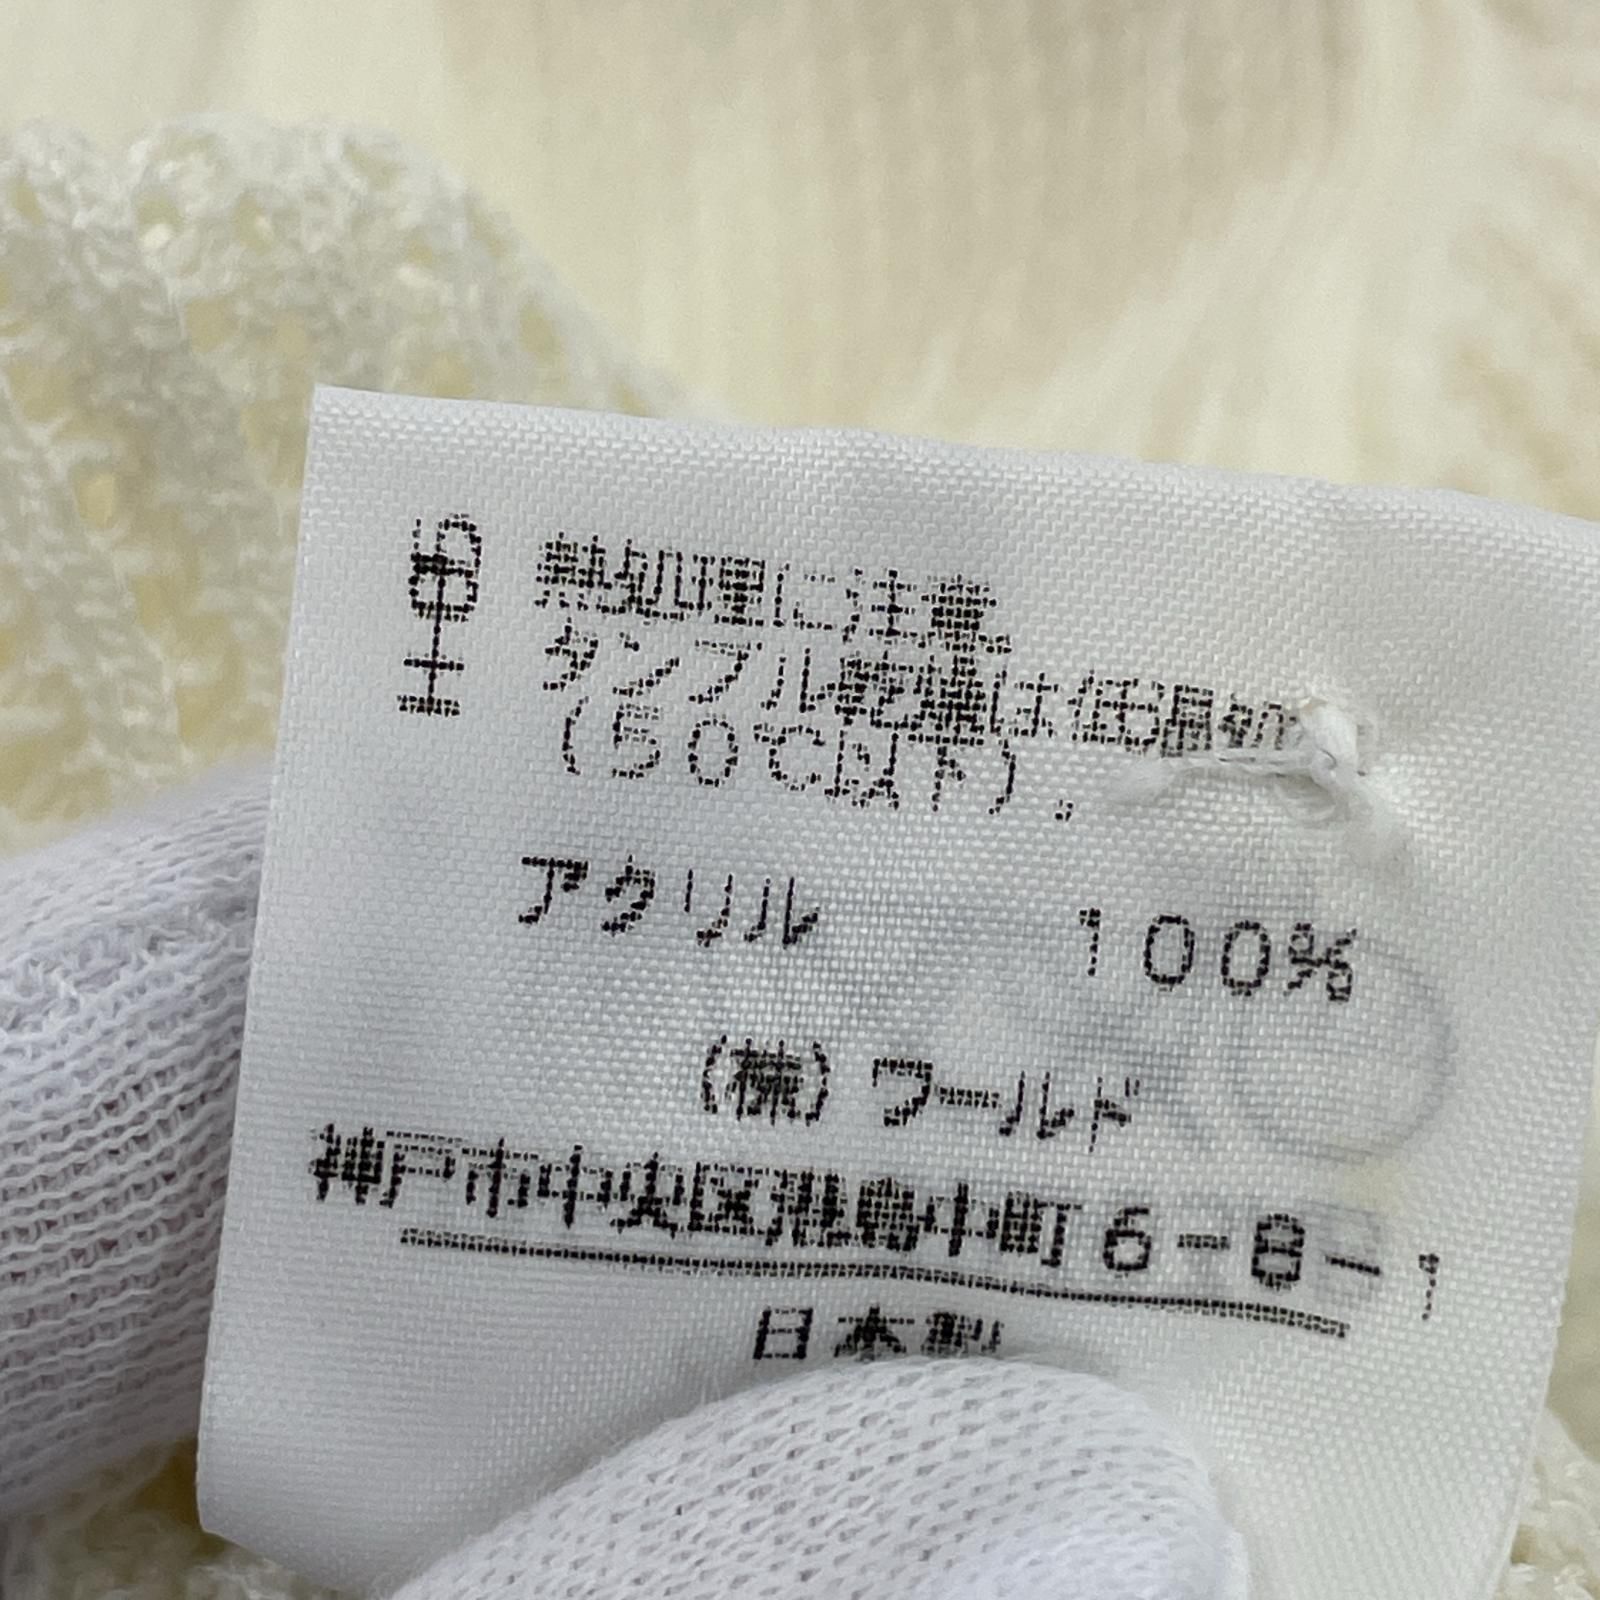 熱処理に注意
タンブル乾燥は低温
(50℃以下).
アクリル 100%
(株) ワールド
神戸市中央区港島中町6-8-1
日本製